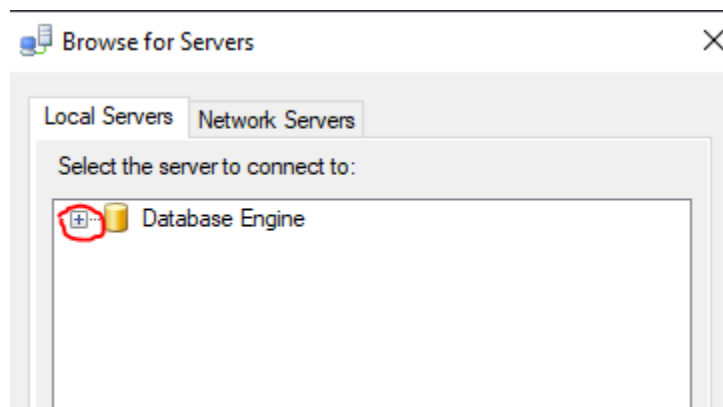 Browse for Servers
Local Servers Network Servers
Select the server to connect to:
Database Engine